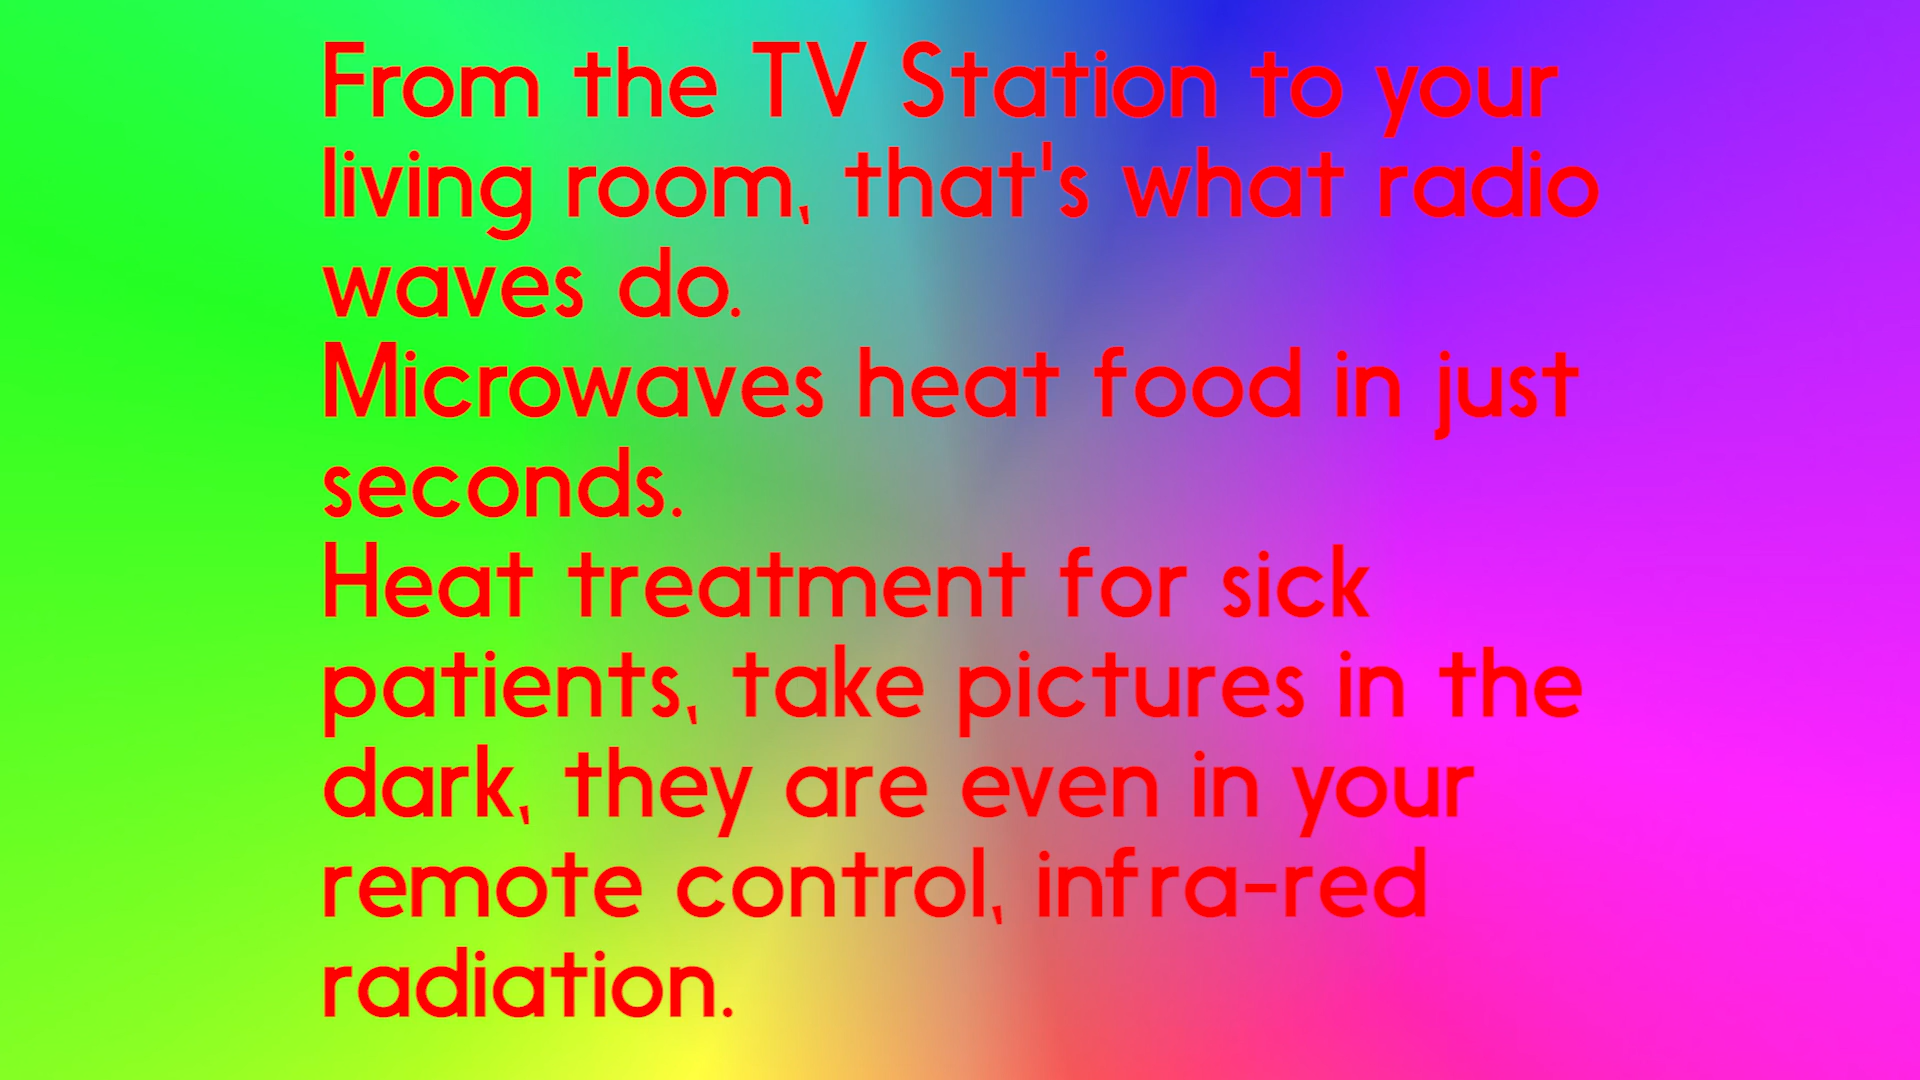 From the TV Station to your
living room, that's what radio
waves do.
Microwaves heat food in just
seconds.
Heat treatment for sick
patients, take pictures in the
dark, they are even in your
remote control, infra-red
radiation.